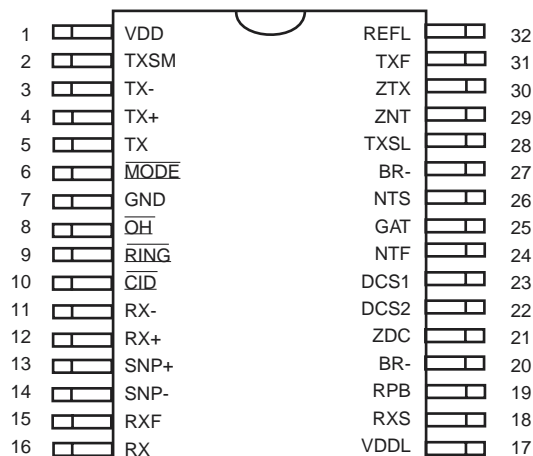 1 VDD REFL 32
2 TXSM TXF 31
3 TX- ZTX 30
4 TX+ ZNT 29
5 TX TXSL 28
6 MODE BR- 27
7 GND NTS 26
8 OH GAT 25
9 RING NTF 24
10 CID DCS1 23
11 RX- DCS2 22
12 RX+ ZDC 21
13 SNP+ BR- 20
14 SNP- RPB 19
15 RXF RXS 18
16 RX VDDL 17